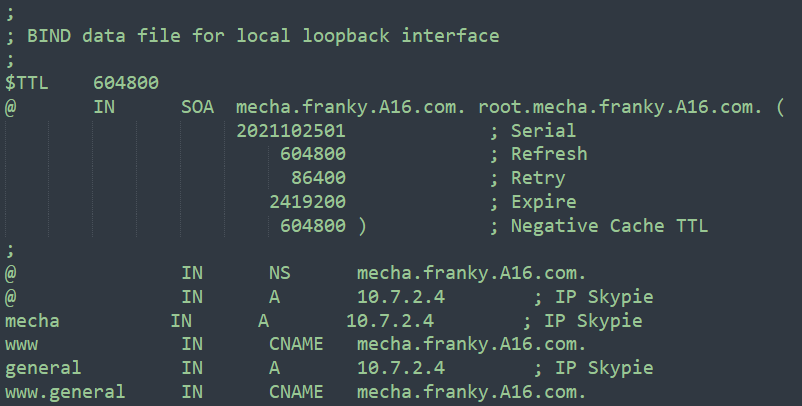 ;
; BIND data file for local loopback interface
;
$TTL    604800
@       IN      SOA     mecha.franky.A16.com. root.mecha.franky.A16.com. (
                     2021102501             ; Serial
                         604800             ; Refresh
                          86400             ; Retry
                        2419200             ; Expire
                         604800 )           ; Negative Cache TTL
;
@               IN      NS      mecha.franky.A16.com.
@               IN      A       10.7.2.4        ; IP Skypie
mecha          IN      A       10.7.2.4       ; IP Skypie
www             IN      CNAME   mecha.franky.A16.com.
general         IN      A       10.7.2.4        ; IP Skypie
www.general     IN      CNAME   mecha.franky.A16.com.